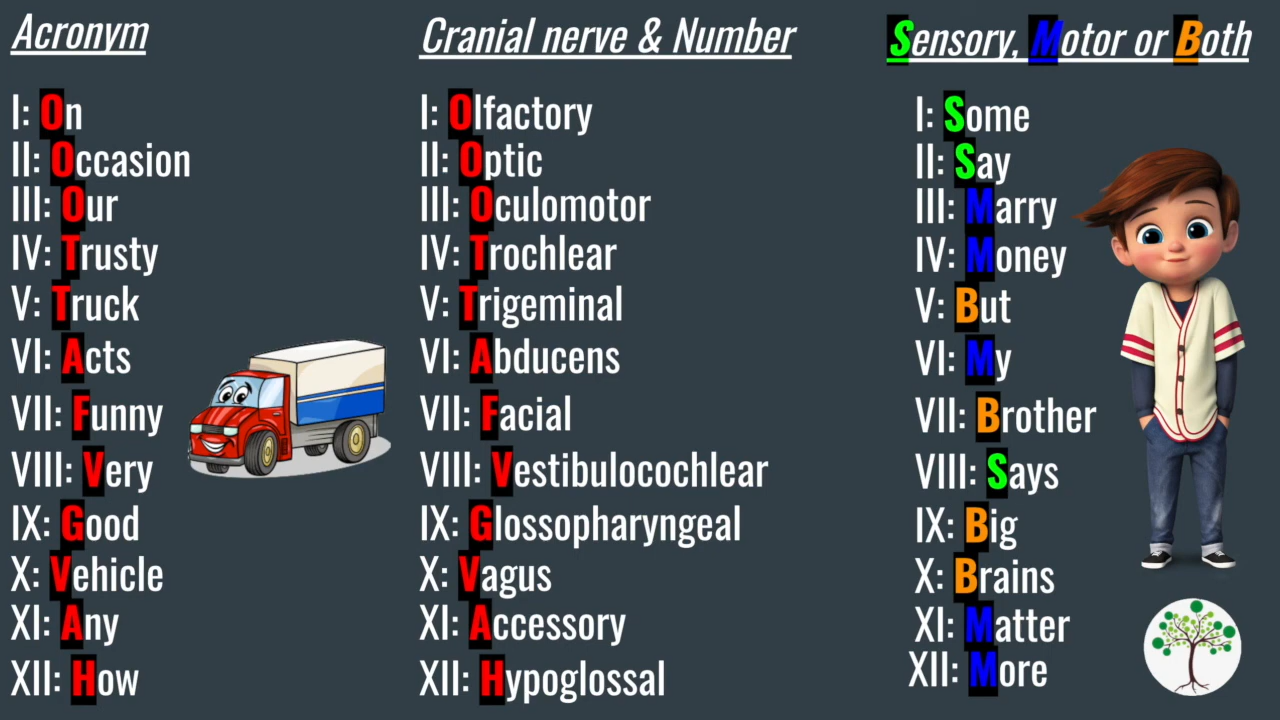 Acronym
I: On
II: Occasion
III: Our
IV: Trusty
V: Truck
VI: Acts
VII: Funny
VIII: Very
IX: Good
X: Vehicle
XI: Any
XII: How
Cranial nerve & Number
I: Olfactory
II: Optic
III: Oculomotor
IV: Trochlear
V: Trigeminal
VI: Abducens
VII: Facial
VIII: Vestibulocochlear
IX: Glossopharyngeal
X: Vagus
XI: Accessory
XII: Hypoglossal
Sensory, Motor or Both
I: Some
II: Say
III: Marry
IV: Money
V: But
VI: My
VII: Brother
VIII: Says
IX: Big
X: Brains
XI: Matter
XII: More